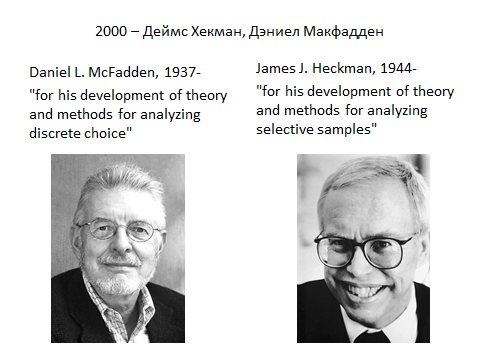 2000 – Деймс Хекман, Дэниел Макфадден
Daniel L. McFadden, 1937-
"for his development of theory
and methods for analyzing
discrete choice"
James J. Heckman, 1944-
"for his development of theory
and methods for analyzing
selective samples"